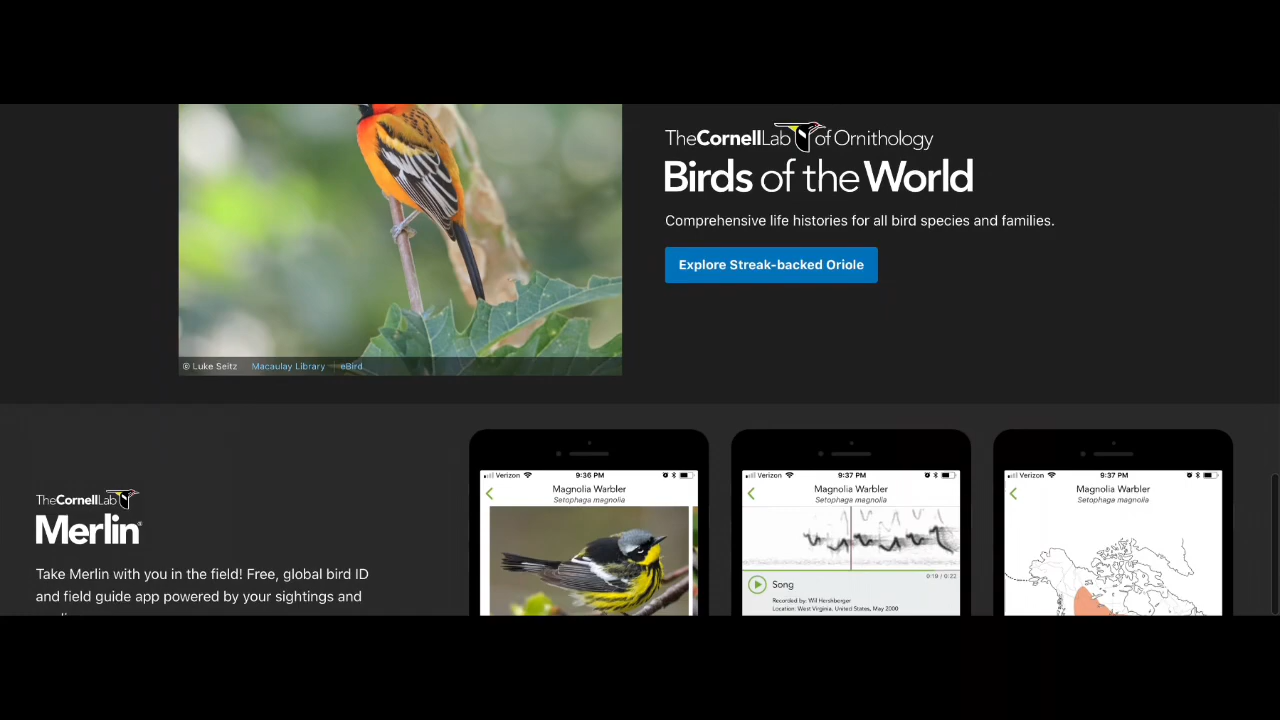 TheCornellLab of Ornithology
Birds of the World
Comprehensive life histories for all bird species and families.
Explore Streak-backed Oriole
© Luke Seitz Macaulay Library eBird
TheCornellLab
Merlin®
Take Merlin with you in the field! Free, global bird ID
and field guide app powered by your sightings and
Verizon 9:36 PM
Magnolia Warbler
Setophaga magnolia
Verizon 9:37 PM
Magnolia Warbler
Setophaga magnolia
0:19 / 0:22
Song
Recorded by: Wil Hershberger
Location: West Virginia, United States, May 2000
Verizon 9:37 PM
Magnolia Warbler
Setophaga magnolia